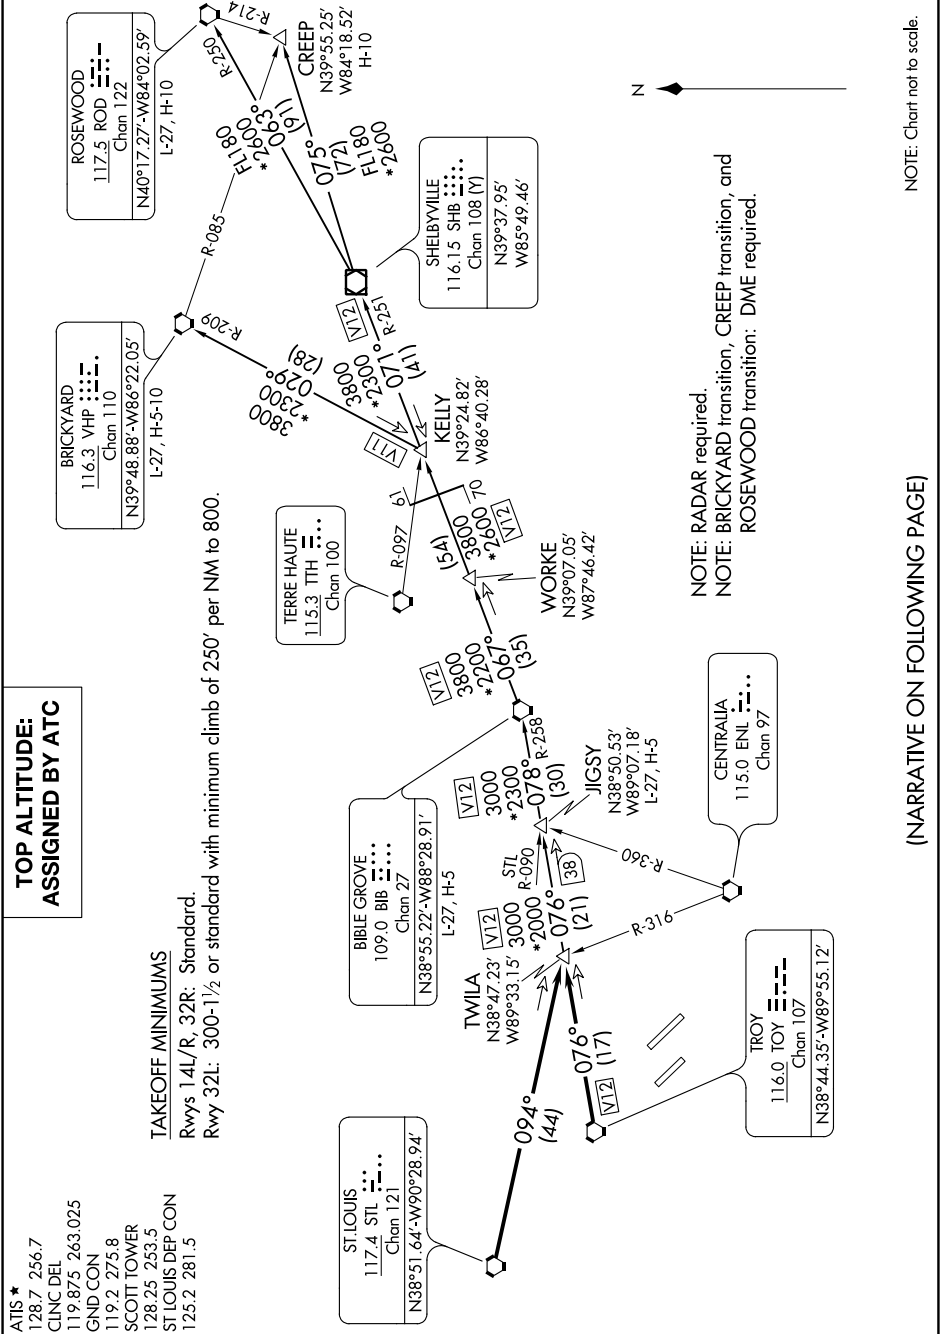 ATIS ★
128.7 256.7
CLNC DEL
119.875 263.025
GND CON
119.2 275.8
SCOTT TOWER
128.25 253.5
ST LOUIS DEP CON
125.2 281.5
TOP ALTITUDE:
ASSIGNED BY ATC
TAKEOFF MINIMUMS
Rwys 14L/R, 32R: Standard.
Rwy 32L: 300-1½ or standard with minimum climb of 250' per NM to 800.
ST.LOUIS
117.4 STL
Chan 121
N38°51.64'-W90°28.94'
094°
(44)
TROY
116.0 TOY
Chan 107
N38°44.35'-W89°55.12'
V12
076°
(17)
TWILA
N38°47.23'
W89°33.15'
V12
3000
*2000
076°
(21)
STL
R-090
38
R-316
R-360
CENTRALIA
115.0 ENL
Chan 97
JIGSY
N38°50.53'
W89°07.18'
L-27, H-5
V12
3000
*2300
078°
(30)
R-258
BIBLE GROVE
109.0 BIB
Chan 27
N38°55.22'-W88°28.91'
L-27, H-5
V12
3800
*2200
067°
(35)
WORKE
N39°07.05'
W87°46.42'
(54)
3800
*2600
V12
61
70
TERRE HAUTE
115.3 TTH
Chan 100
R-097
KELLY
N39°24.82'
W86°40.28'
V11
3800
*2300
029°
(28)
R-209
BRICKYARD
116.3 VHP
Chan 110
N39°48.88'-W86°22.05'
L-27, H-5-10
R-085
V12
3800
*2300
071°
(41)
R-251
SHELBYVILLE
116.15 SHB
Chan 108 (Y)
N39°37.95'
W85°49.46'
FL180
*2600
063°
(91)
R-250
075°
(72)
FL180
*2600
ROSEWOOD
117.5 ROD
Chan 122
N40°17.27'-W84°02.59'
L-27, H-10
R-214
CREEP
N39°55.25'
W84°18.52'
H-10
N
NOTE: RADAR required.
NOTE: BRICKYARD transition, CREEP transition, and
ROSEWOOD transition: DME required.
NOTE: Chart not to scale.
(NARRATIVE ON FOLLOWING PAGE)